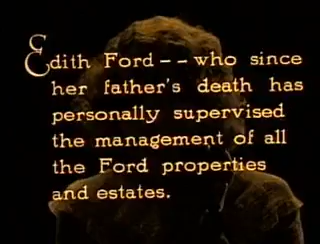 Edith Ford -- who since
her father's death has
personally supervised
the management of all
the Ford properties
and estates.